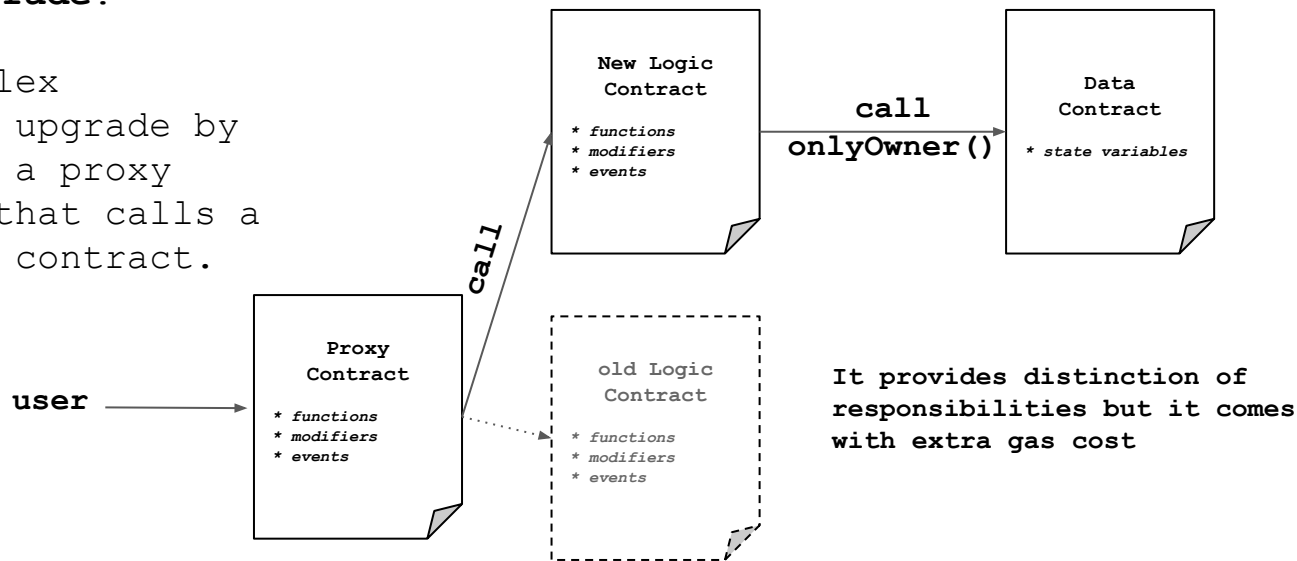 lex
upgrade by
a proxy
that calls a
contract.
New Logic
Contract
* functions
* modifiers
* events
call
onlyOwner()
Data
Contract
* state variables
call
user
Proxy
Contract
* functions
* modifiers
* events
old Logic
Contract
* functions
* modifiers
* events
It provides distinction of
responsibilities but it comes
with extra gas cost